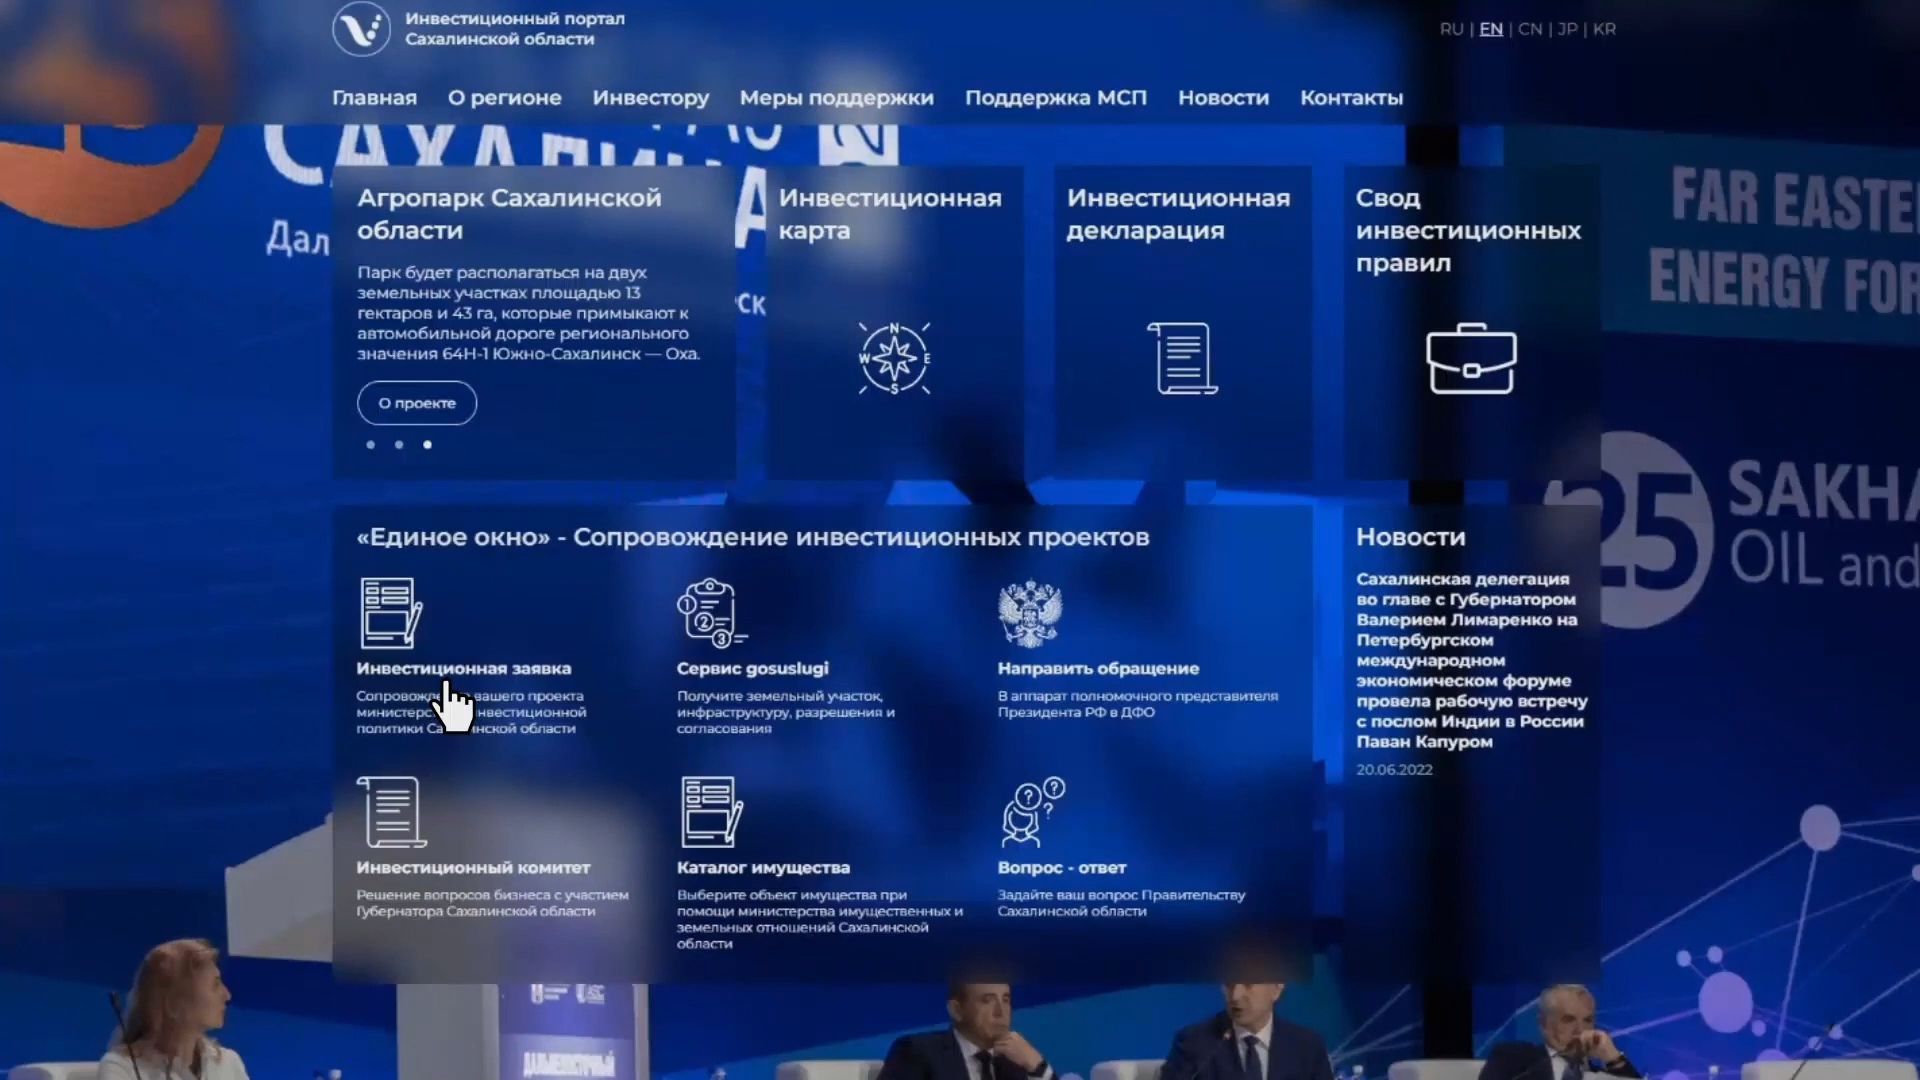 Инвестиционный портал
Сахалинской области
RU | EN | CN | JP | KR
Главная О регионе Инвестору Меры поддержки Поддержка МСП Новости Контакты
Агропарк Сахалинской
области
Парк будет располагаться на двух
земельных участках площадью 13
гектаров и 43 га, которые примыкают к
автомобильной дороге регионального
значения 64Н-1 Южно-Сахалинск — Оха.
О проекте
Инвестиционная
карта
N
W E
S
Инвестиционная
декларация
Свод
инвестиционных
правил
FAR EASTE
ENERGY FOR
25 SAKHA
OIL and
«Единое окно» - Сопровождение инвестиционных проектов
Инвестиционная заявка
вашего проекта
политики
Сервис gosuslugi
Получите земельный участок,
инфраструктуру, разрешения и
согласования
Направить обращение
В аппарат полномочного представителя
Президента РФ в ДФО
Инвестиционный комитет
Решение вопросов бизнеса с участием
Губернатора Сахалинской области
Каталог имущества
Выберите объект имущества при
помощи министерства имущественных и
земельных отношений Сахалинской
области
Вопрос - ответ
Задайте ваш вопрос Правительству
Сахалинской области
Новости
Сахалинская делегация
во главе с Губернатором
Валерием Лимаренко на
Петербургском
международном
экономическом форуме
провела рабочую встречу
с послом Индии в России
Паван Капуром
20.06.2022